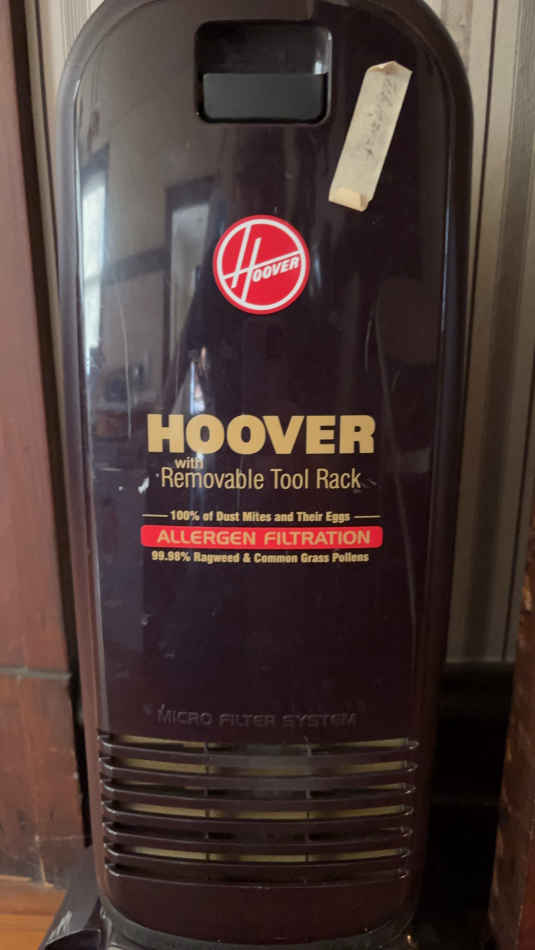 HOOVER
HOOVER
with
Removable Tool Rack
100% of Dust Mites and Their Eggs
ALLERGEN FILTRATION
99.98% Ragweed & Common Grass Pollens
MICRO FILTER SYSTEM